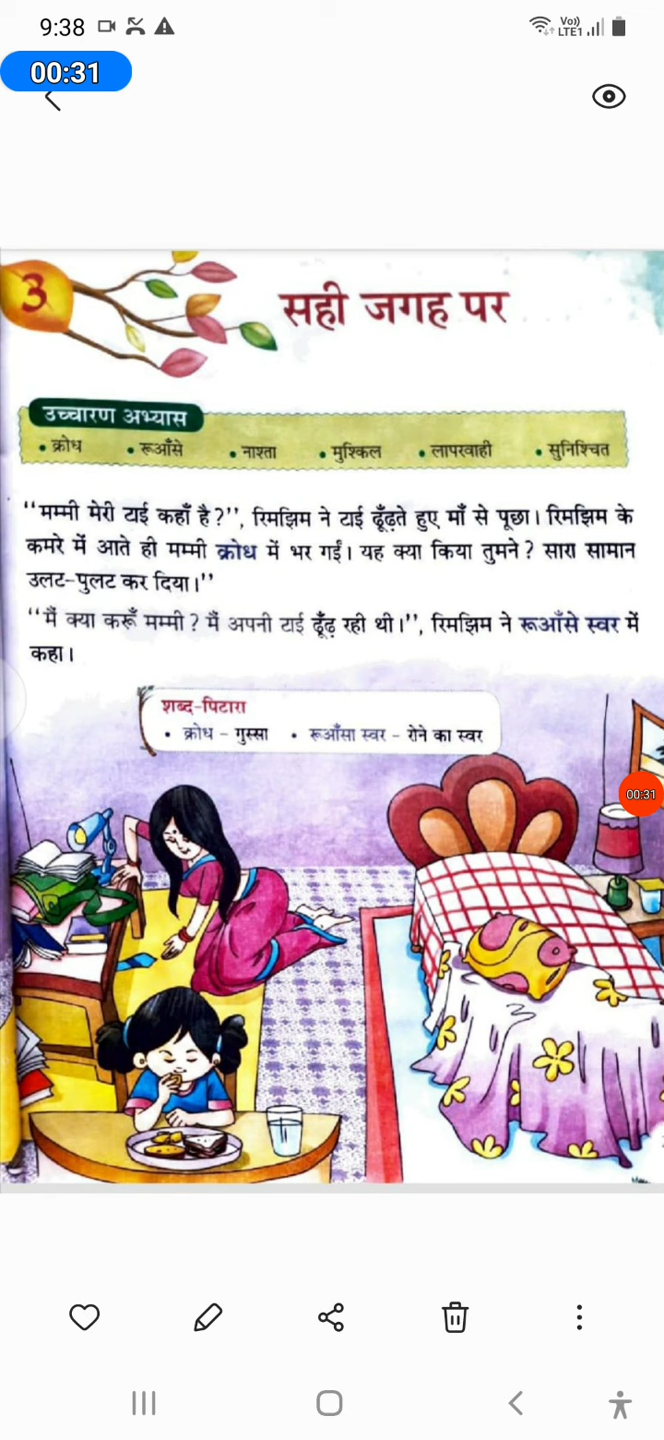 9:38
Vo))
LTE1
00:31
3
सही जगह पर
उच्चारण अभ्यास
• क्रोध • रूआँसे • नाश्ता • मुश्किल • लापरवाही • सुनिश्चित
“मम्मी मेरी टाई कहाँ है?”, रिमझिम ने टाई ढूँढ़ते हुए माँ से पूछा। रिमझिम के
कमरे में आते ही मम्मी क्रोध में भर गईं। यह क्या किया तुमने? सारा सामान
उलट-पुलट कर दिया।”
“मैं क्या करूँ मम्मी? मैं अपनी टाई ढूँढ़ रही थी।”, रिमझिम ने रूआँसे स्वर में
कहा।
शब्द-पिटारा
• क्रोध – गुस्सा • रूआँसा स्वर – रोने का स्वर
00:31